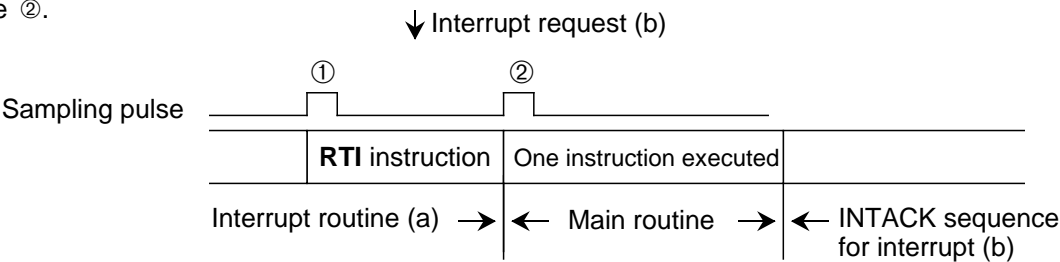 e ②.
Interrupt request (b)
① ②
Sampling pulse
RTI instruction One instruction executed
Interrupt routine (a) Main routine INTACK sequence
for interrupt (b)